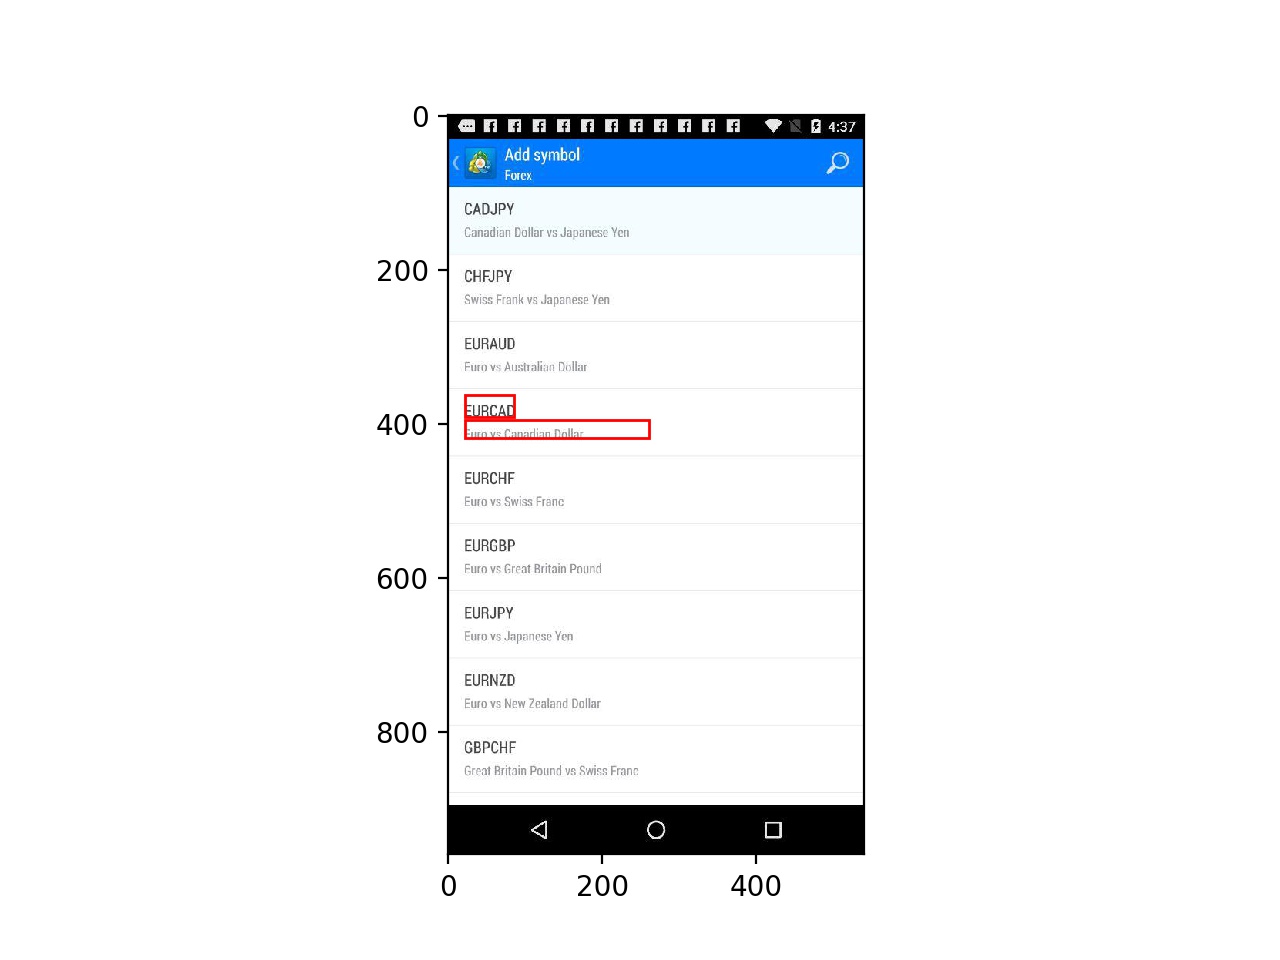 0
200
400
600
800
4:37
Add symbol
Forex
CADJPY
Canadian Dollar vs Japanese Yen
CHFJPY
Swiss Frank vs Japanese Yen
EURAUD
Euro vs Australian Dollar
EURCAD
Euro vs Canadian Dollar
EURCHF
Euro vs Swiss Franc
EURGBP
Euro vs Great Britain Pound
EURJPY
Euro vs Japanese Yen
EURNZD
Euro vs New Zealand Dollar
GBPCHF
Great Britain Pound vs Swiss Franc
0 200 400